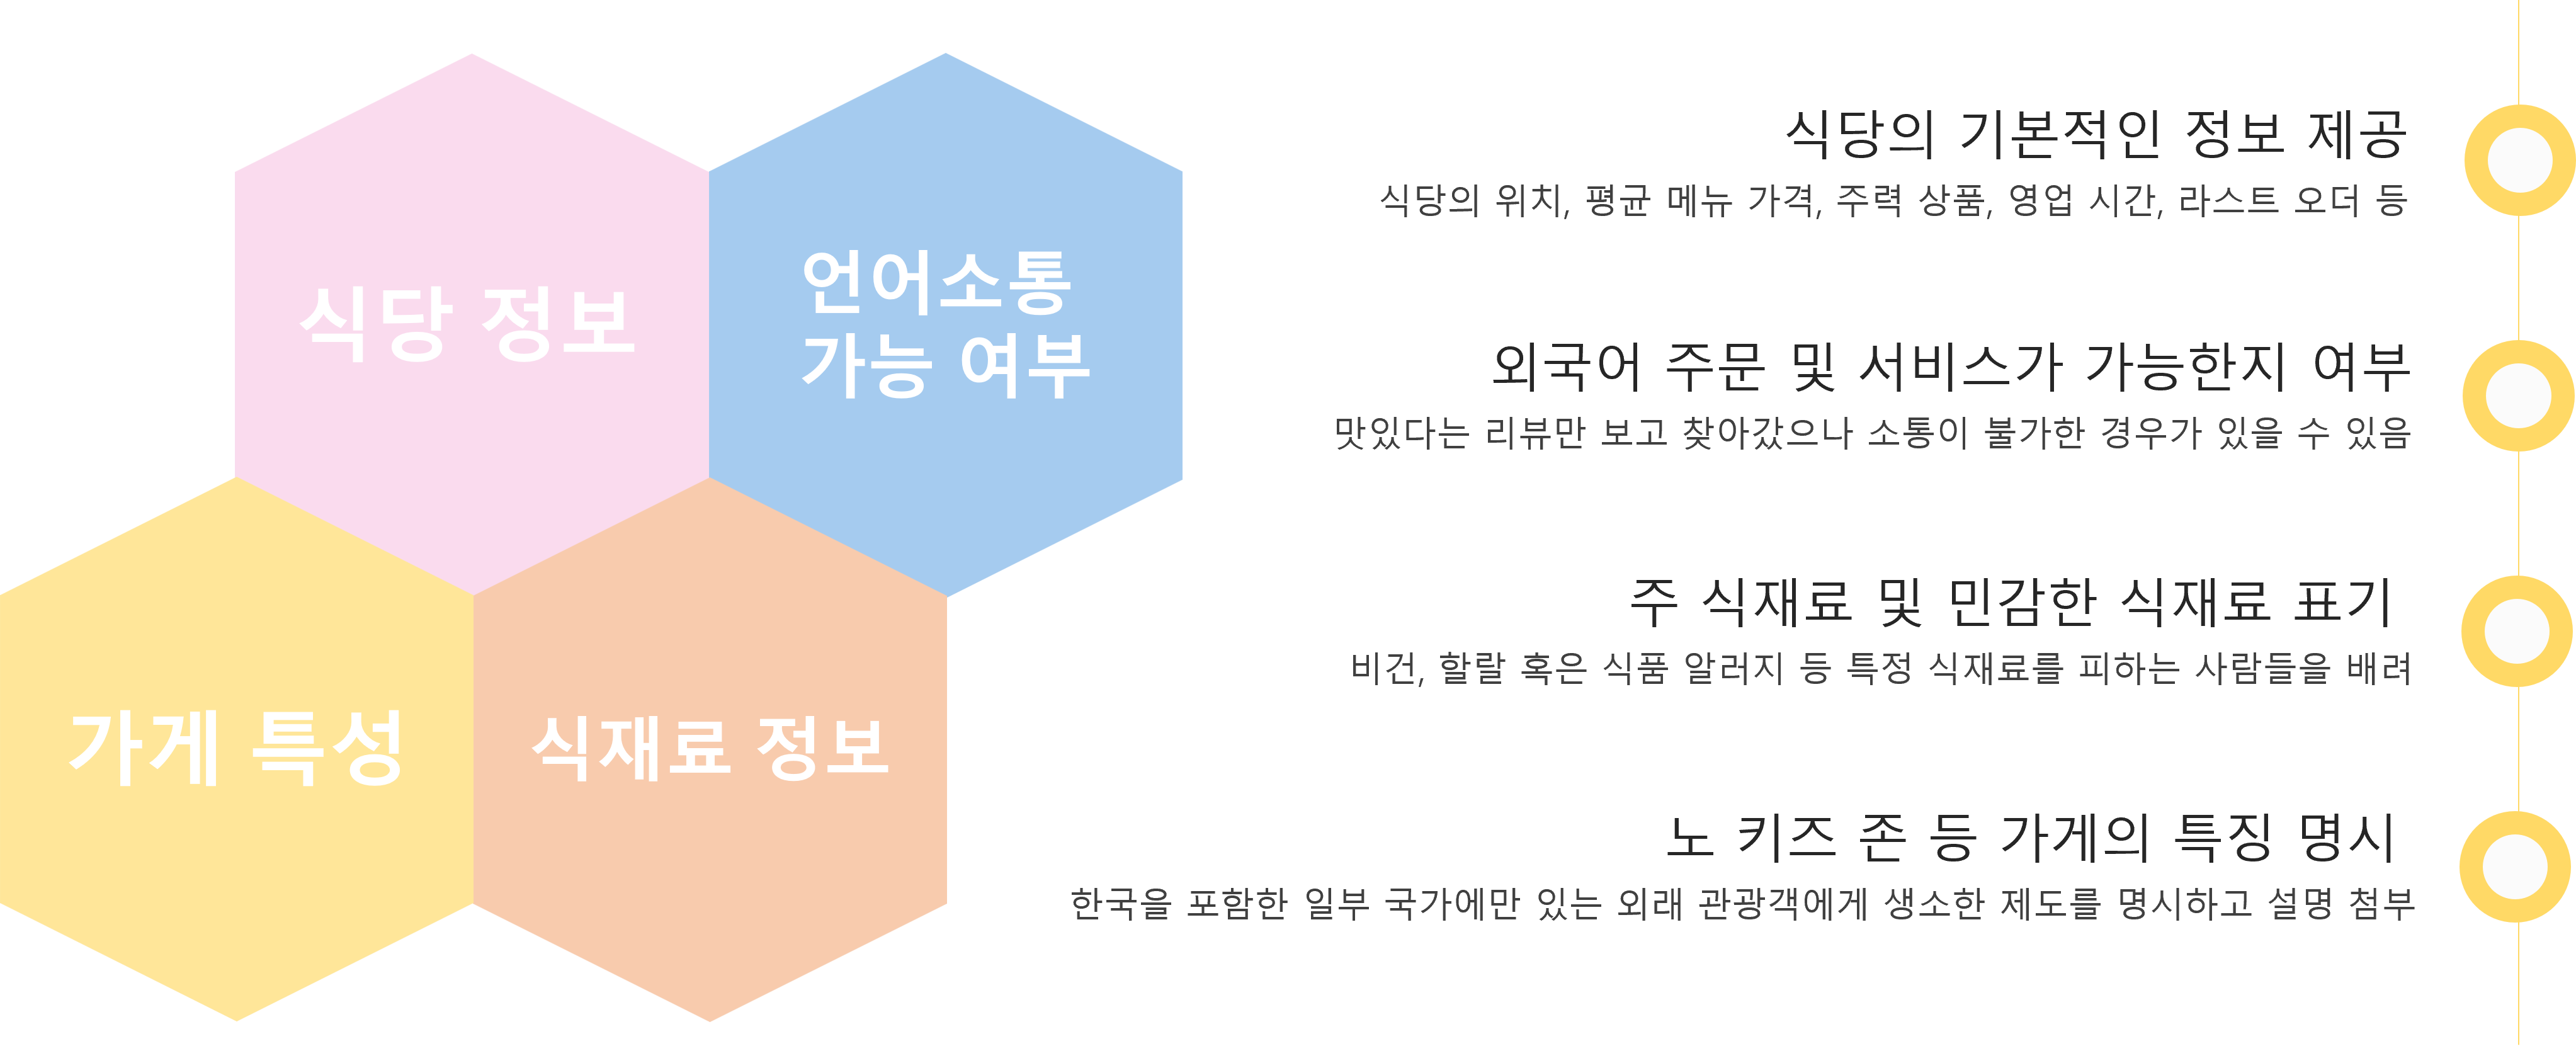 식당 정보
언어소통
가능 여부
가게 특성
식재료 정보
식당의 기본적인 정보 제공
식당의 위치, 평균 메뉴 가격, 주력 상품, 영업 시간, 라스트 오더 등
외국어 주문 및 서비스가 가능한지 여부
맛있다는 리뷰만 보고 찾아갔으나 소통이 불가한 경우가 있을 수 있음
주 식재료 및 민감한 식재료 표기
비건, 할랄 혹은 식품 알러지 등 특정 식재료를 피하는 사람들을 배려
노 키즈 존 등 가게의 특징 명시
한국을 포함한 일부 국가에만 있는 외래 관광객에게 생소한 제도를 명시하고 설명 첨부